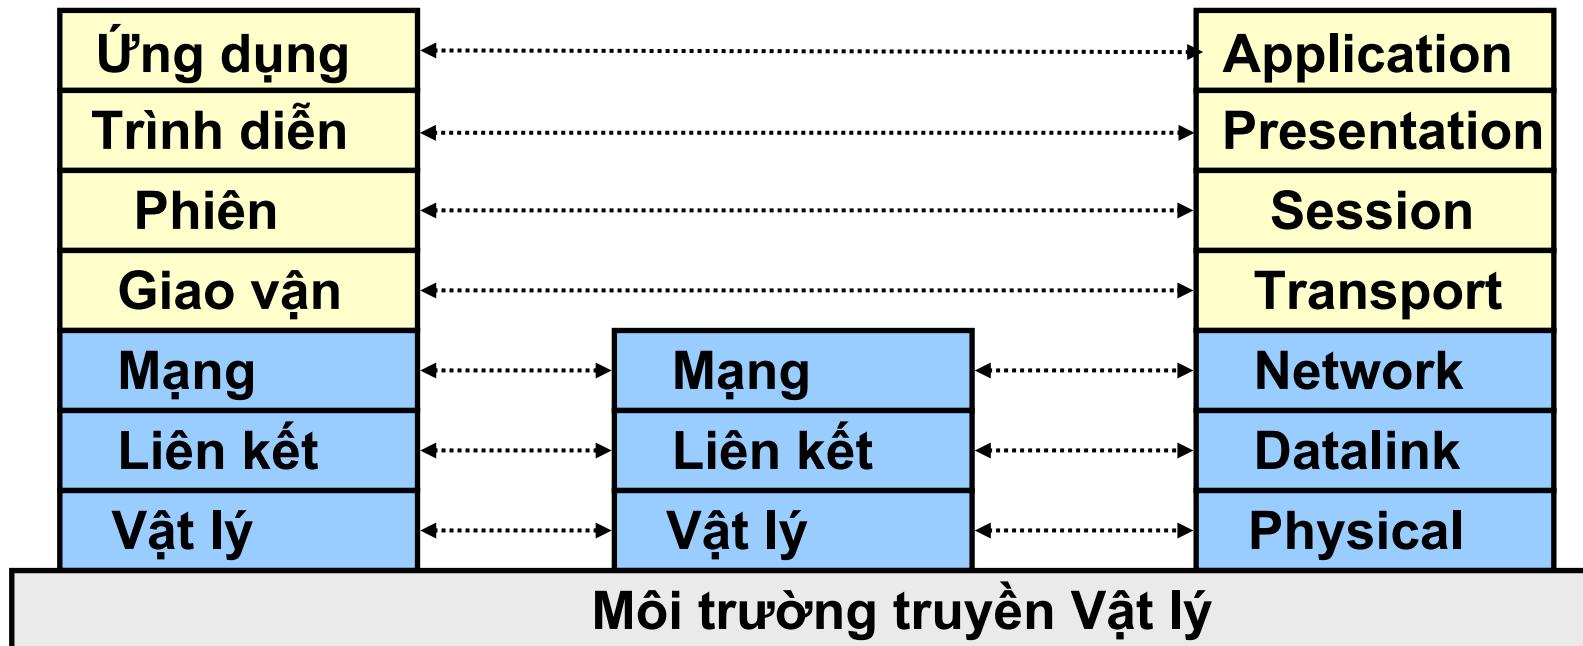 Ứng dụng
Application
Trình diễn
Presentation
Phiên
Session
Giao vận
Transport
Mạng
Mạng
Network
Liên kết
Liên kết
Datalink
Vật lý
Vật lý
Physical
Môi trường truyền Vật lý